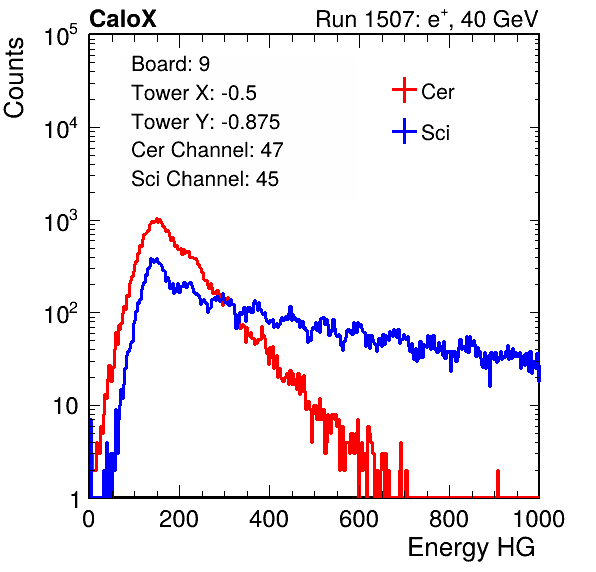 CaloX Run 1507: e⁺, 40 GeV
Counts
Board: 9
Tower X: -0.5
Tower Y: -0.875
Cer Channel: 47
Sci Channel: 45
Cer
Sci
10⁵
10⁴
10³
10²
10
1
0 200 400 600 800 1000
Energy HG